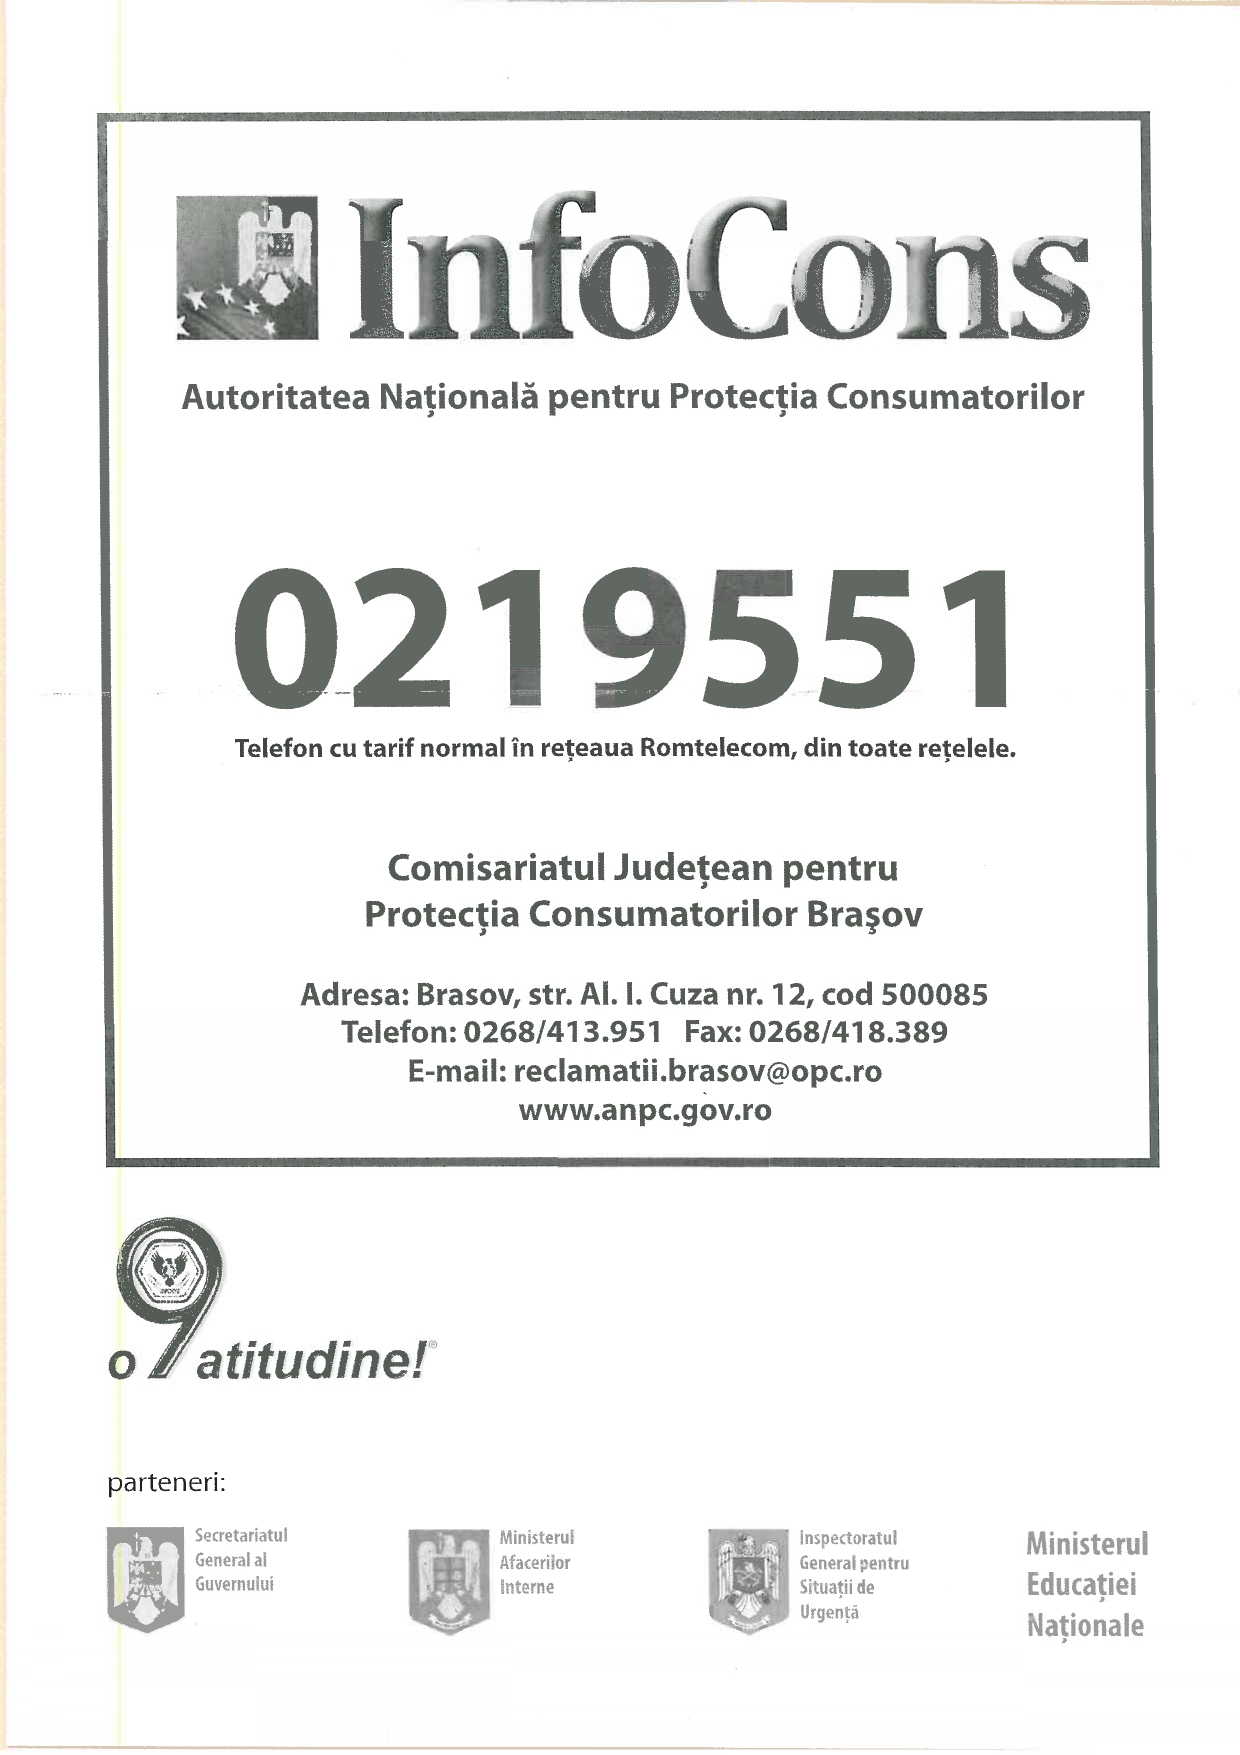 InfoCons
Autoritatea Națională pentru Protecția Consumatorilor
0219551
Telefon cu tarif normal în rețeaua Romtelecom, din toate rețelele.
Comisariatul Județean pentru
Protecția Consumatorilor Braşov
Adresa: Brasov, str. Al. I. Cuza nr. 12, cod 500085
Telefon: 0268/413.951 Fax: 0268/418.389
E-mail: reclamatii.brasov@opc.ro
www.anpc.gov.ro
o 9 atitudine!®
parteneri:
Secretariatul
General al
Guvernului
Ministerul
Afacerilor
Interne
Inspectoratul
General pentru
Situații de
Urgență
Ministerul
Educației
Naționale